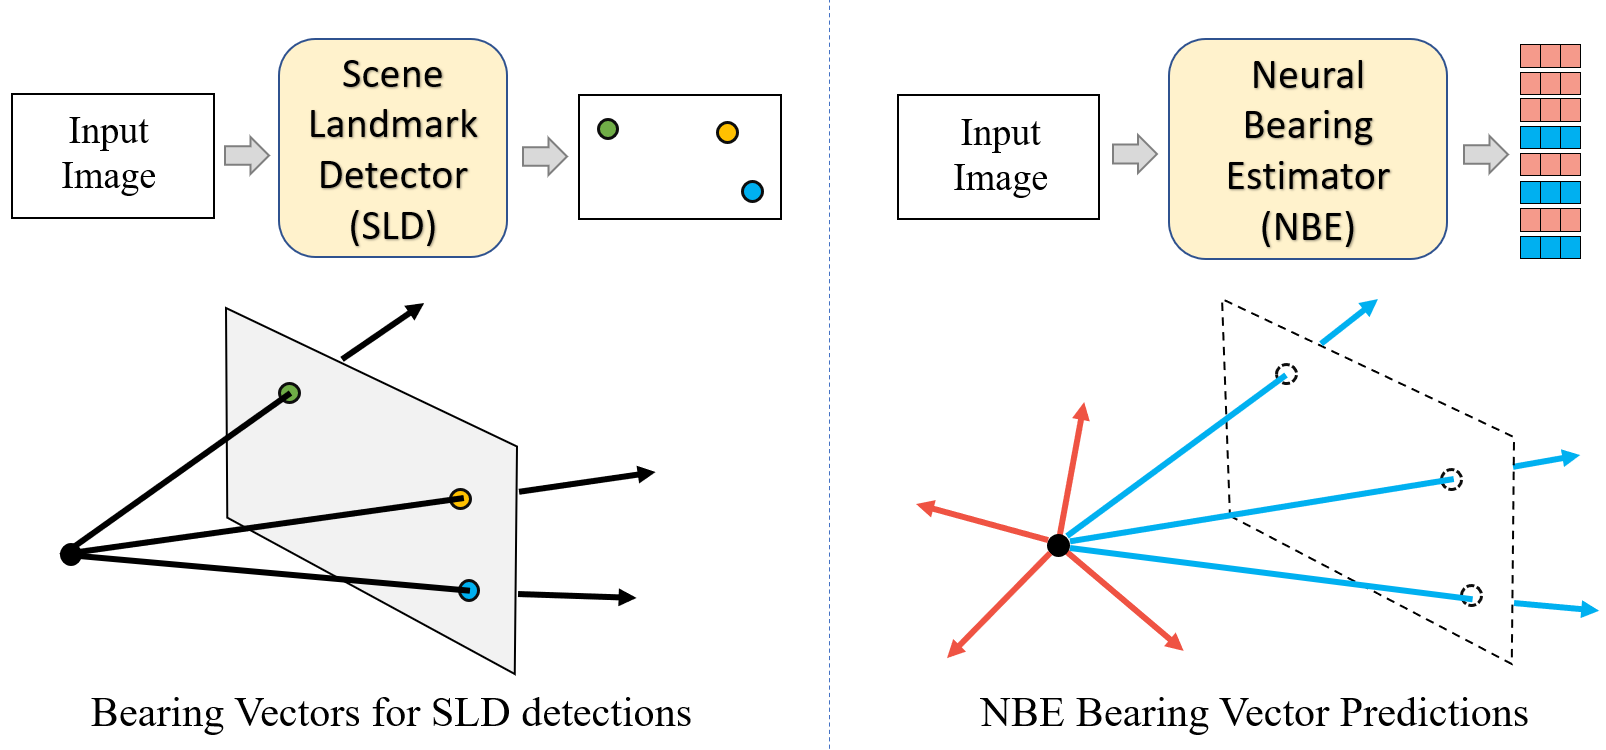 Input
Image
Scene
Landmark
Detector
(SLD)
Bearing Vectors for SLD detections
Input
Image
Neural
Bearing
Estimator
(NBE)
NBE Bearing Vector Predictions